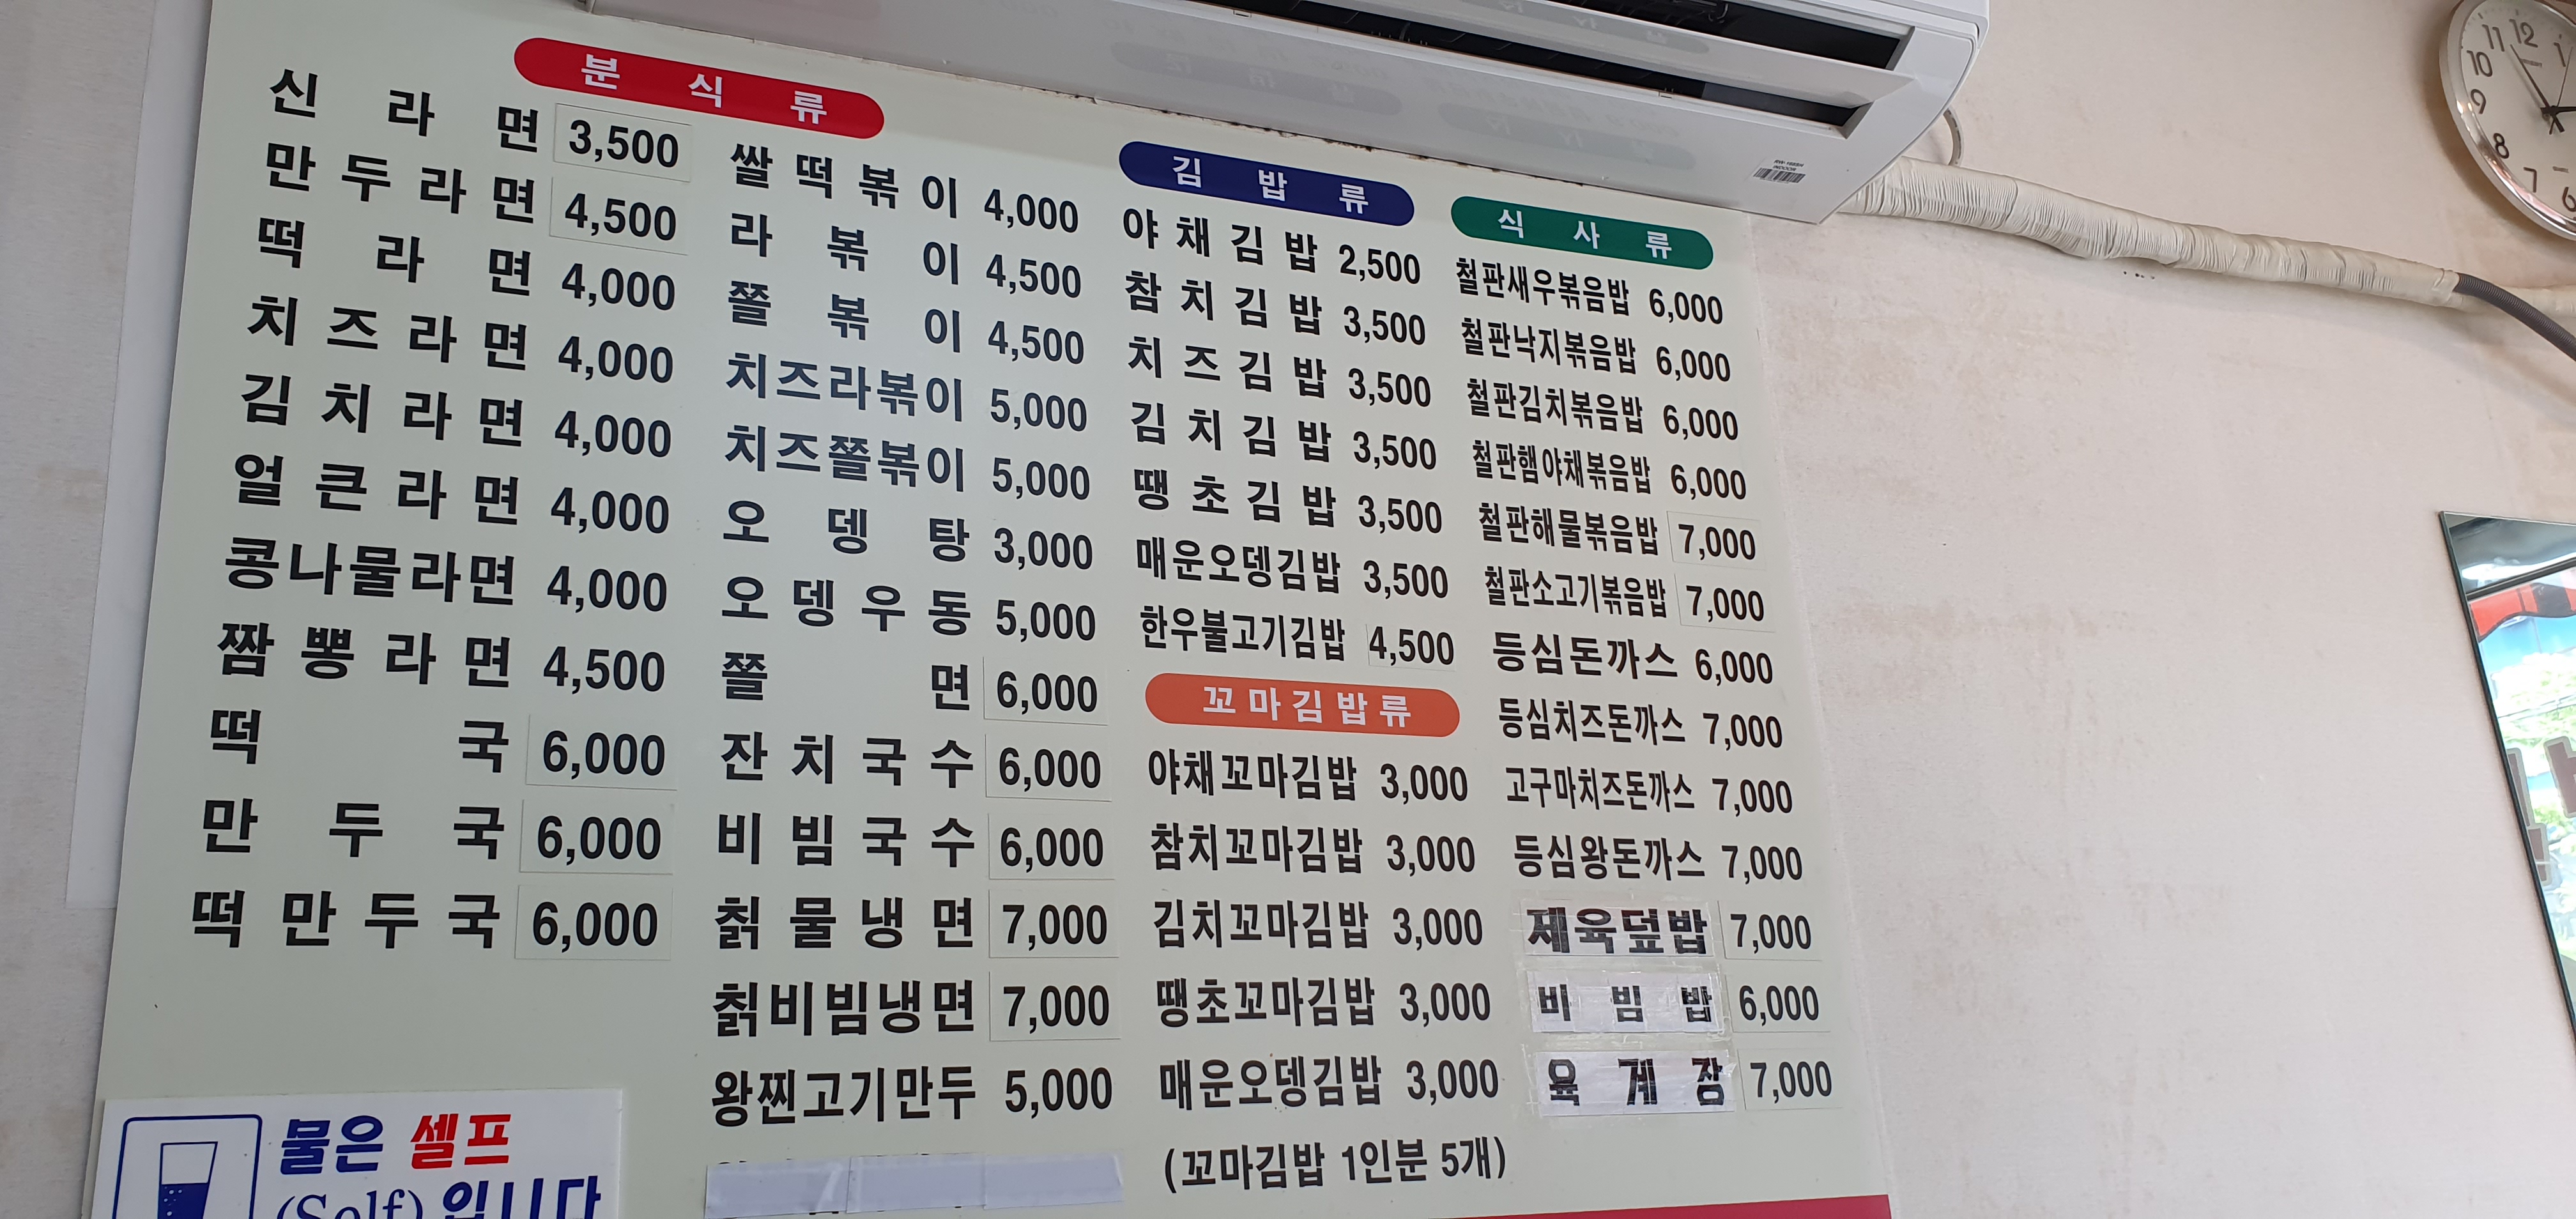 분식류
신라면 3,500
만두라면 4,500
떡라면 4,000
치즈라면 4,000
김치라면 4,000
얼큰라면 4,000
콩나물라면 4,000
짬뽕라면 4,500
떡국 6,000
만두국 6,000
떡만두국 6,000
쌀떡볶이 4,000
라볶이 4,500
쫄볶이 4,500
치즈라볶이 5,000
치즈쫄볶이 5,000
오뎅탕 3,000
오뎅우동 5,000
쫄면 6,000
잔치국수 6,000
비빔국수 6,000
칡물냉면 7,000
칡비빔냉면 7,000
왕찐고기만두 5,000
김밥류
야채김밥 2,500
참치김밥 3,500
치즈김밥 3,500
김치김밥 3,500
땡초김밥 3,500
매운오뎅김밥 3,500
한우불고기김밥 4,500
꼬마김밥류
야채꼬마김밥 3,000
참치꼬마김밥 3,000
김치꼬마김밥 3,000
땡초꼬마김밥 3,000
매운오뎅김밥 3,000
(꼬마김밥 1인분 5개)
식사류
철판새우볶음밥 6,000
철판낙지볶음밥 6,000
철판김치볶음밥 6,000
철판햄야채볶음밥 6,000
철판해물볶음밥 7,000
철판소고기볶음밥 7,000
등심돈까스 6,000
등심치즈돈까스 7,000
고구마치즈돈까스 7,000
등심왕돈까스 7,000
제육덮밥 7,000
비빔밥 6,000
육계장 7,000
물은 셀프
(Self) 입니다
12
1
11
10
9
8
7
6